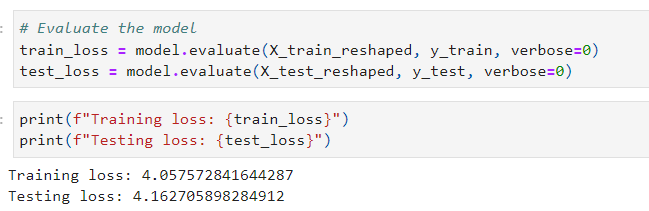 # Evaluate the model
train_loss = model.evaluate(X_train_reshaped, y_train, verbose=0)
test_loss = model.evaluate(X_test_reshaped, y_test, verbose=0)
print(f"Training loss: {train_loss}")
print(f"Testing loss: {test_loss}")
Training loss: 4.057572841644287
Testing loss: 4.162705898284912